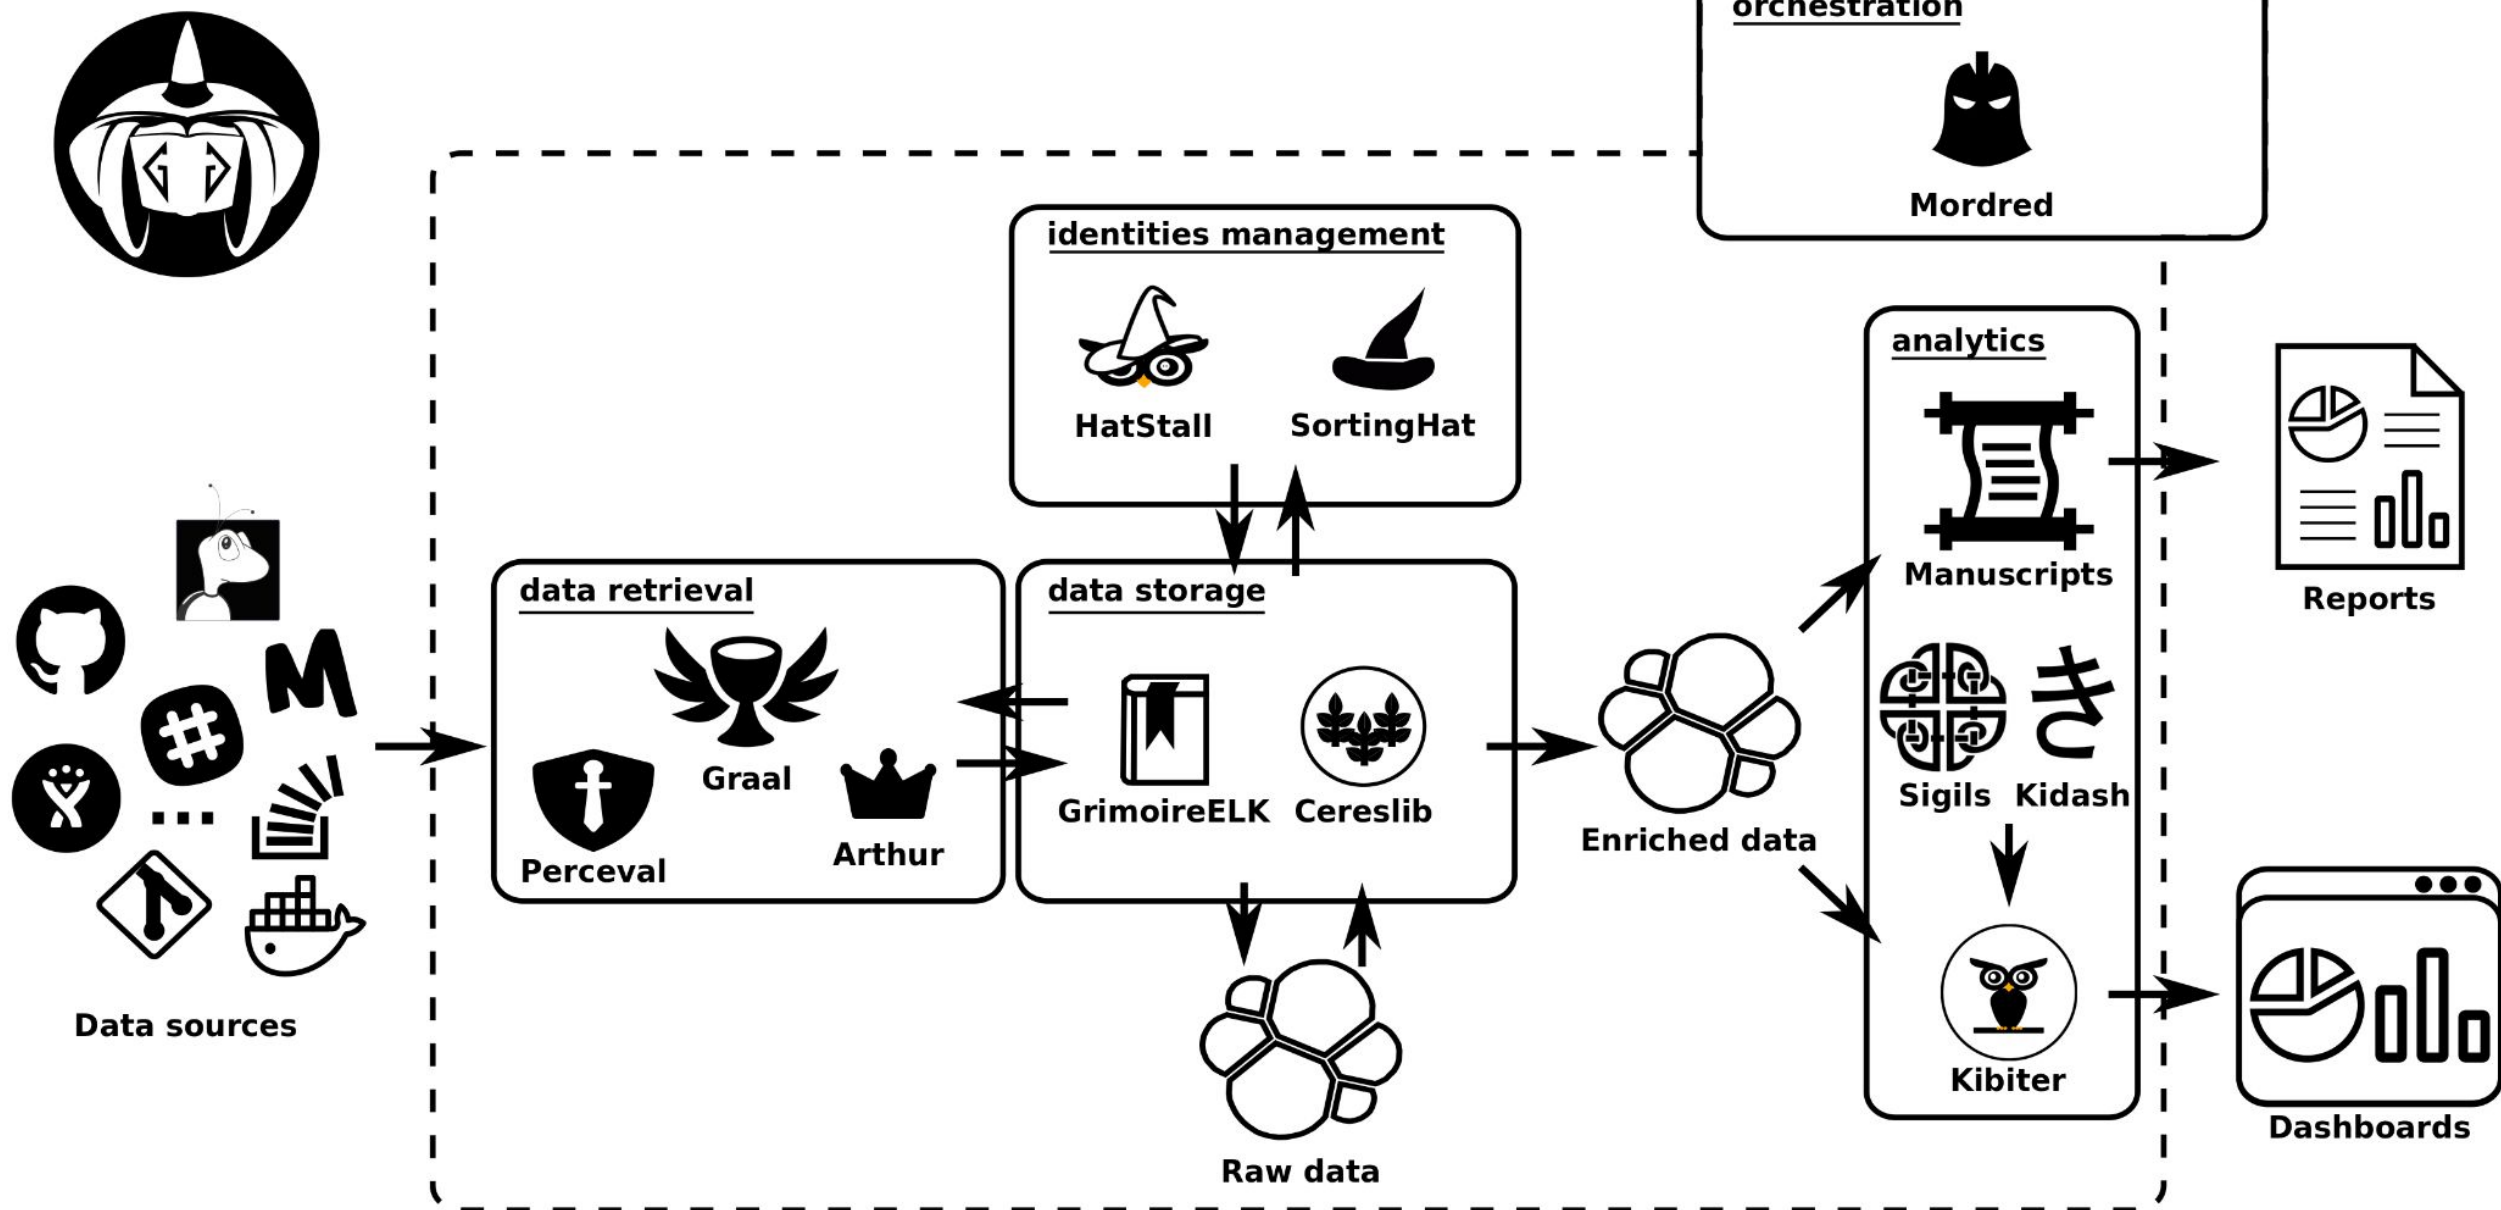 orchestration
Mordred
identities management
HatStall SortingHat
analytics
Manuscripts
Reports
data retrieval
data storage
Graal
Perceval
Arthur
GrimoireELK Cereslib
Enriched data
き
Sigils Kidash
...
Data sources
Kibiter
Raw data
Dashboards
M